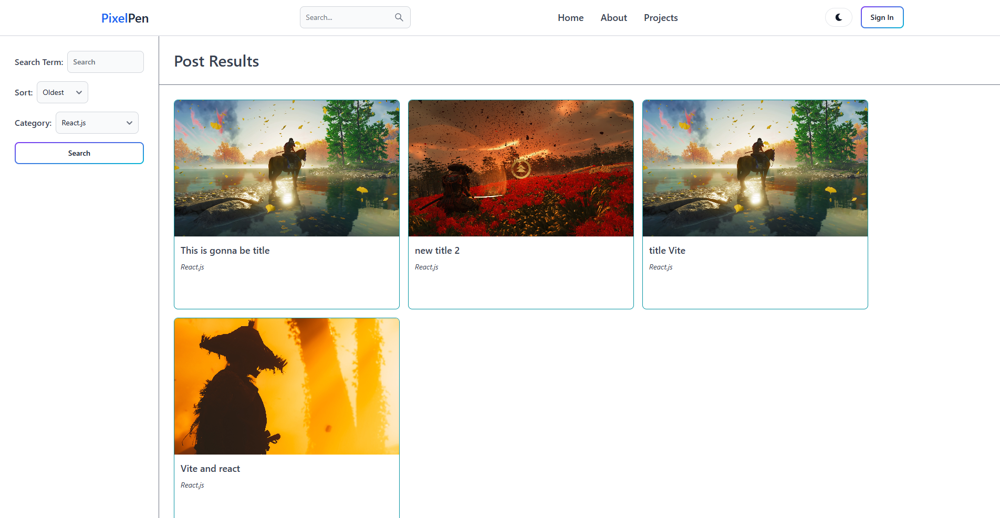 PixelPen
Search...
Home
About
Projects
Sign In
Search Term:
Search
Sort:
Oldest
Category:
React.js
Search
Post Results
This is gonna be title
React.js
new title 2
React.js
title Vite
React.js
Vite and react
React.js